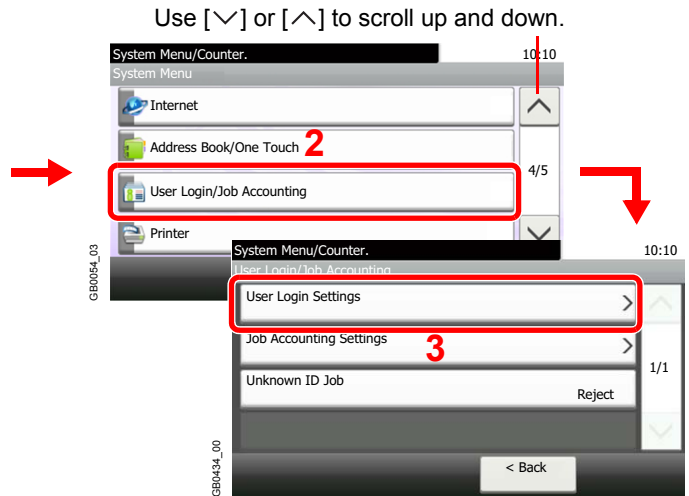 Use [∨] or [∧] to scroll up and down.
System Menu/Counter.
10:10
System Menu
Internet
Address Book/One Touch
2
4/5
User Login/Job Accounting
Printer
GB0054_03
System Menu/Counter.
10:10
User Login/Job Accounting
User Login Settings
>
Job Accounting Settings
>
3
1/1
Unknown ID Job
Reject
< Back
GB0434_00